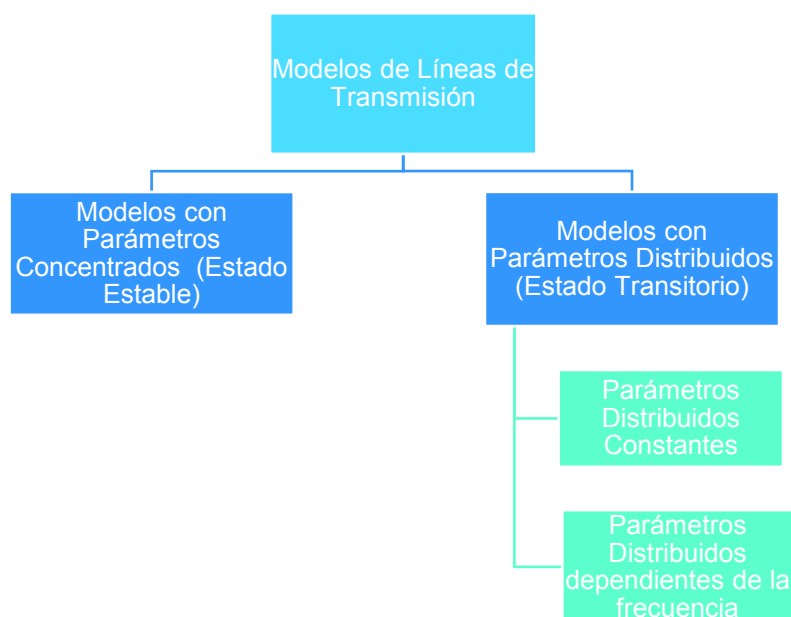 Modelos de Líneas de
Transmisión
Modelos con
Parámetros
Concentrados (Estado
Estable)
Modelos con
Parámetros Distribuidos
(Estado Transitorio)
Parámetros
Distribuidos
Constantes
Parámetros
Distribuidos
dependientes de la
frecuencia